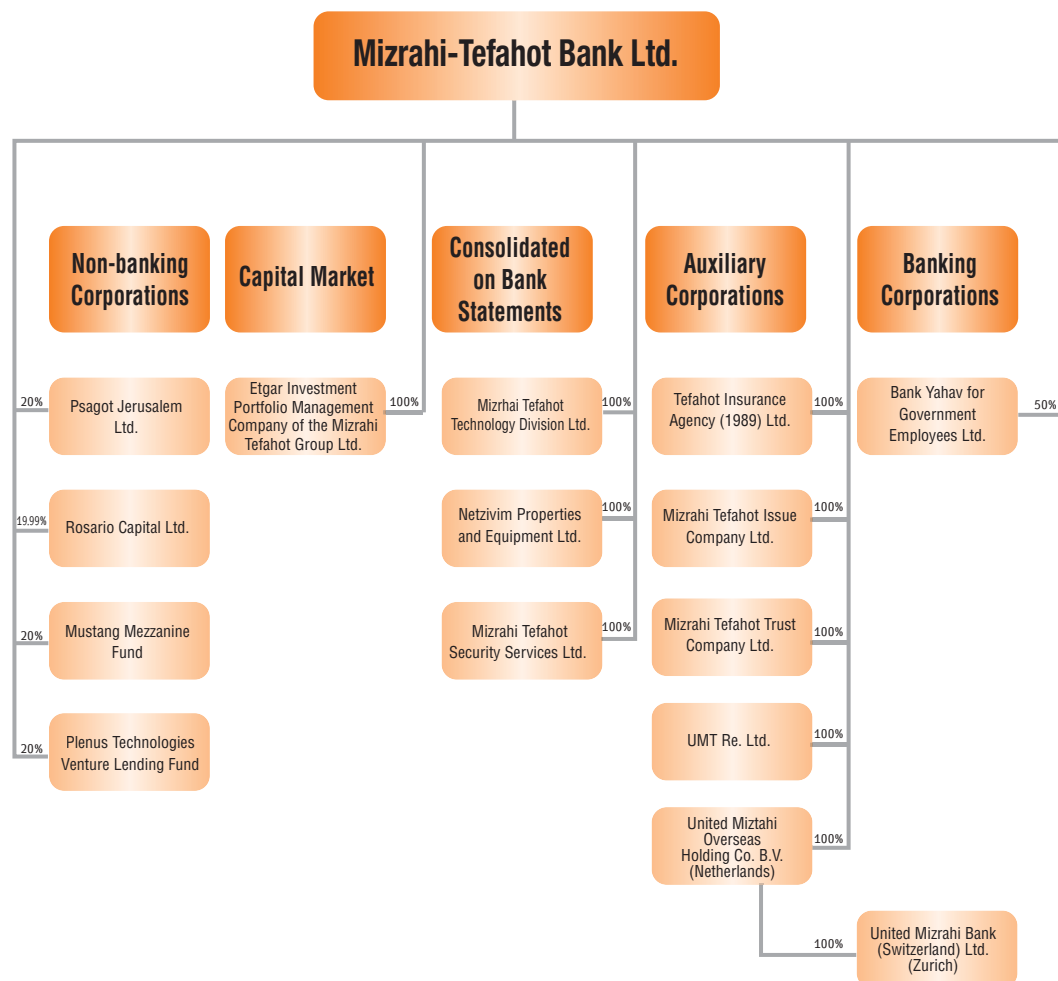 Mizrahi-Tefahot Bank Ltd.
Non-banking
Corporations
20%
Psagot Jerusalem
Ltd.
19.99%
Rosario Capital Ltd.
20%
Mustang Mezzanine
Fund
20%
Plenus Technologies
Venture Lending Fund
Capital Market
Etgar Investment
Portfolio Management
Company of the Mizrahi
Tefahot Group Ltd.
100%
Consolidated
on Bank
Statements
Mizrhai Tefahot
Technology Division Ltd.
100%
Netzivim Properties
and Equipment Ltd.
100%
Mizrahi Tefahot
Security Services Ltd.
100%
Auxiliary
Corporations
Tefahot Insurance
Agency (1989) Ltd.
100%
Mizrahi Tefahot Issue
Company Ltd.
100%
Mizrahi Tefahot Trust
Company Ltd.
100%
UMT Re. Ltd.
100%
United Miztahi
Overseas
Holding Co. B.V.
(Netherlands)
100%
Banking
Corporations
Bank Yahav for
Government
Employees Ltd.
50%
100%
United Mizrahi Bank
(Switzerland) Ltd.
(Zurich)